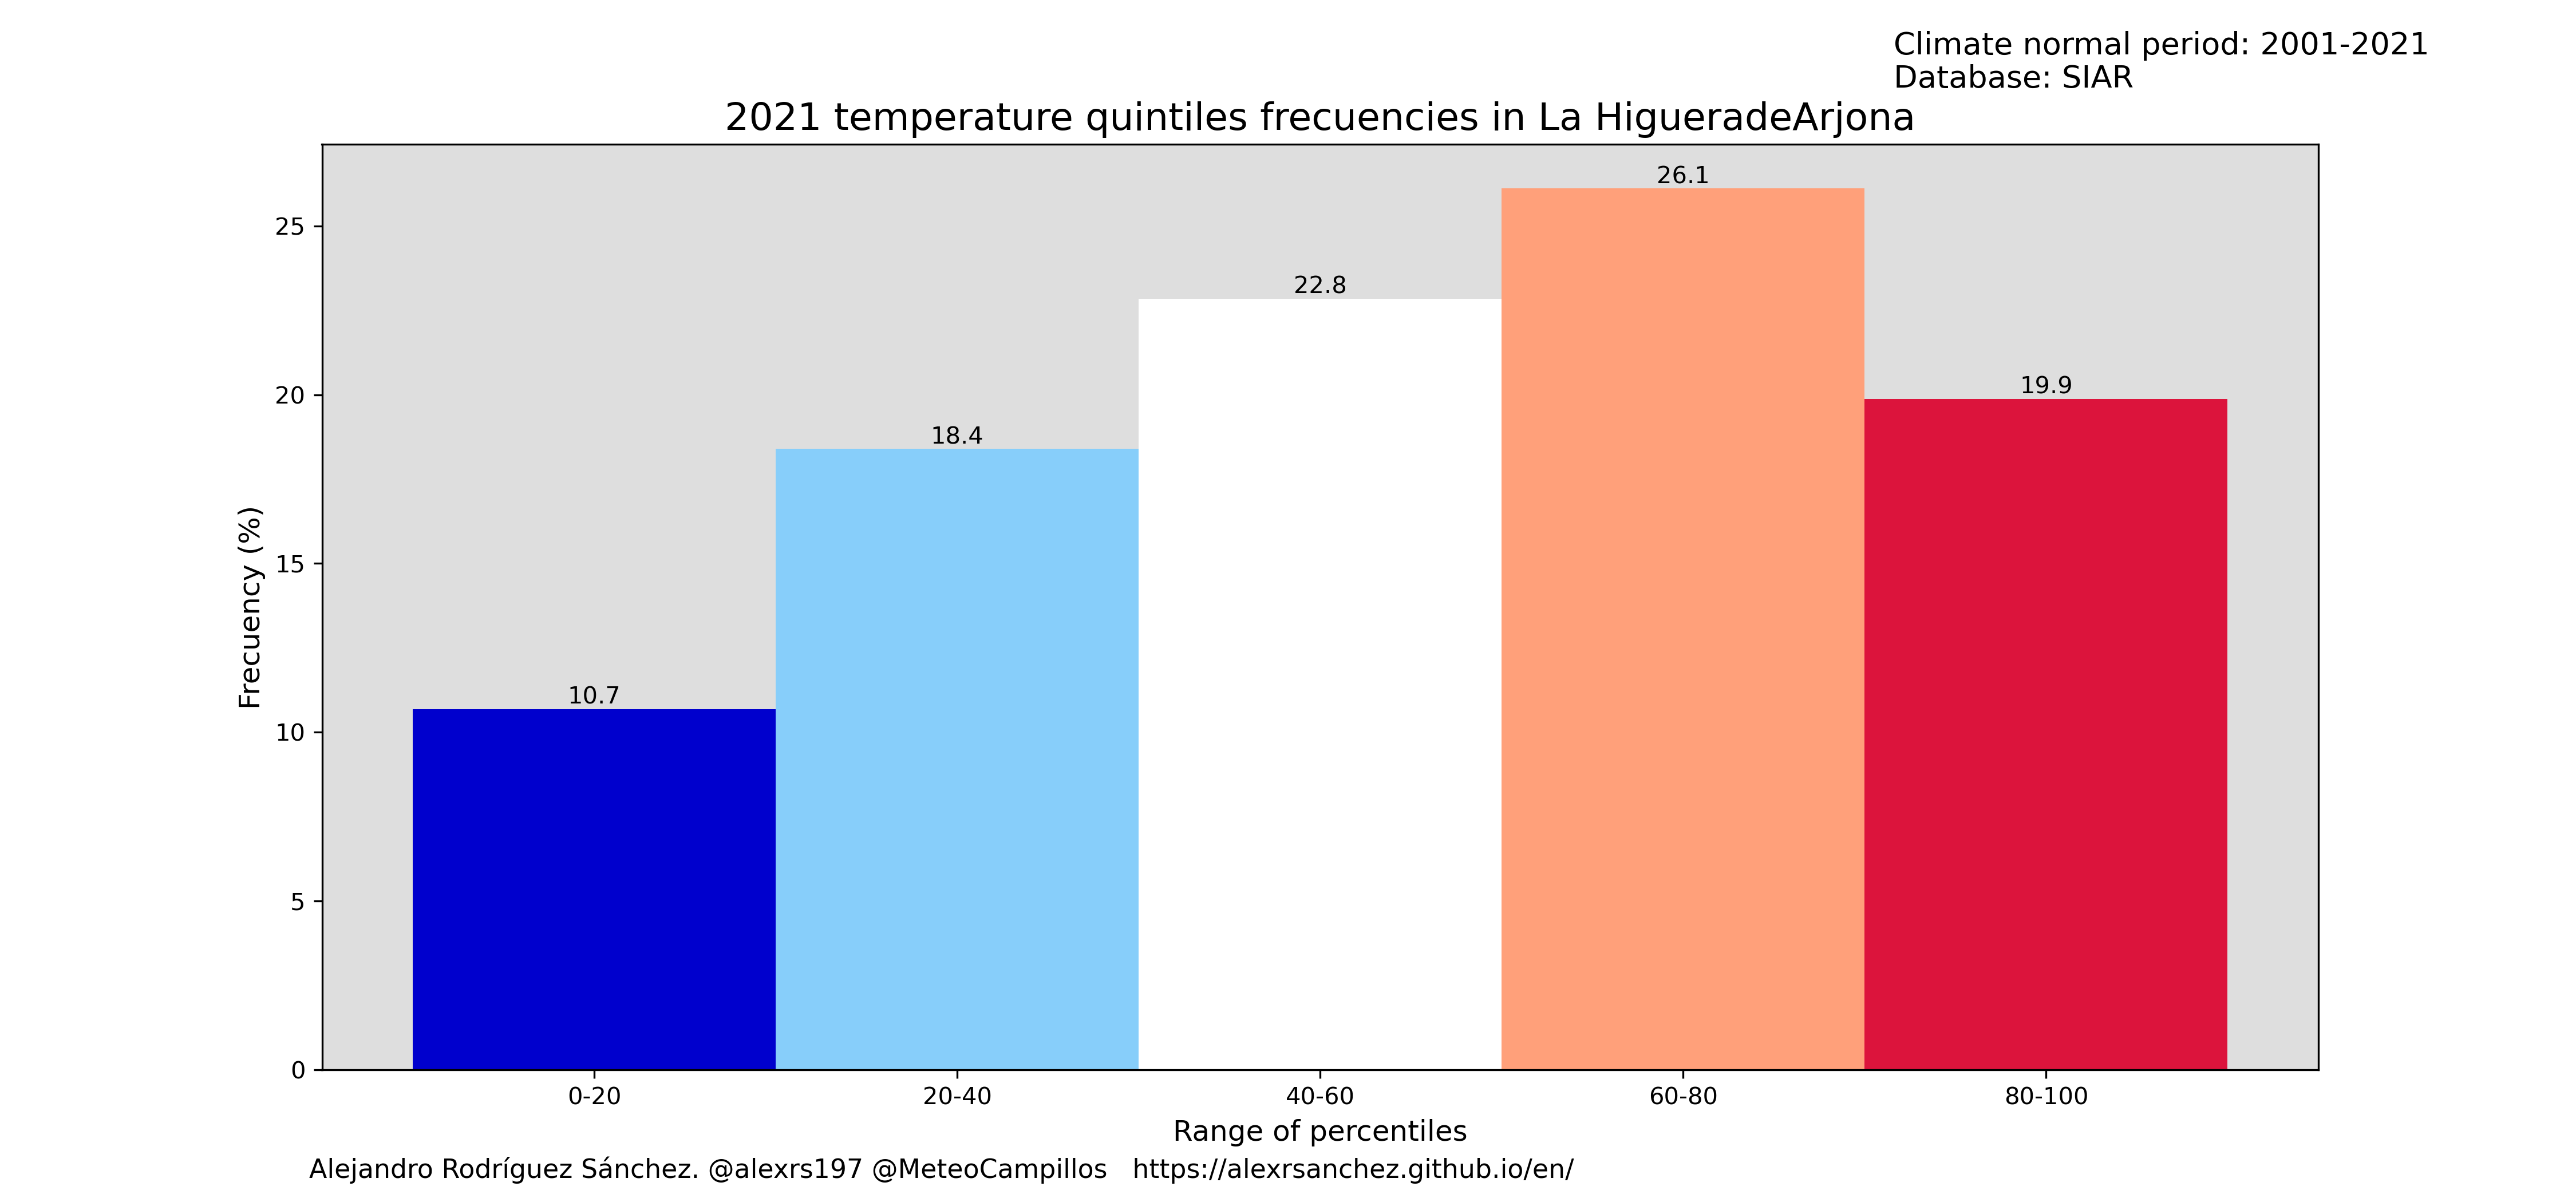 Climate normal period: 2001-2021
Database: SIAR
2021 temperature quintiles frecuencies in La HigueradeArjona
26.1
25
22.8
20
19.9
18.4
Frecuency (%)
15
10.7
10
5
0
0-20 20-40 40-60 60-80 80-100
Range of percentiles
Alejandro Rodríguez Sánchez. @alexrs197 @MeteoCampillos https://alexrsanchez.github.io/en/